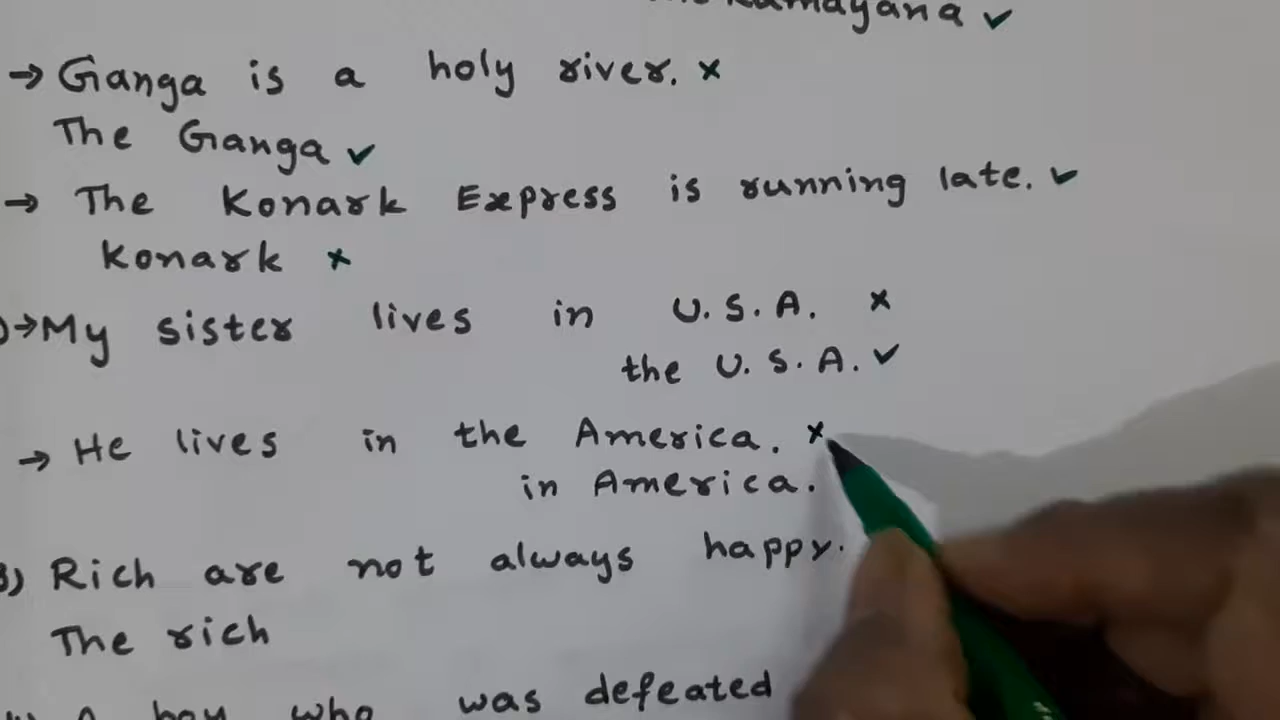 Ramayana ✓
→ Ganga is a holy river. ×
The Ganga ✓
→ The Konark Express is running late. ✓
Konark ×
)→ My sister lives in U.S.A. ×
the U.S.A. ✓
→ He lives in the America. ×
in America.
) Rich are not always happy.
The rich
who was defeated